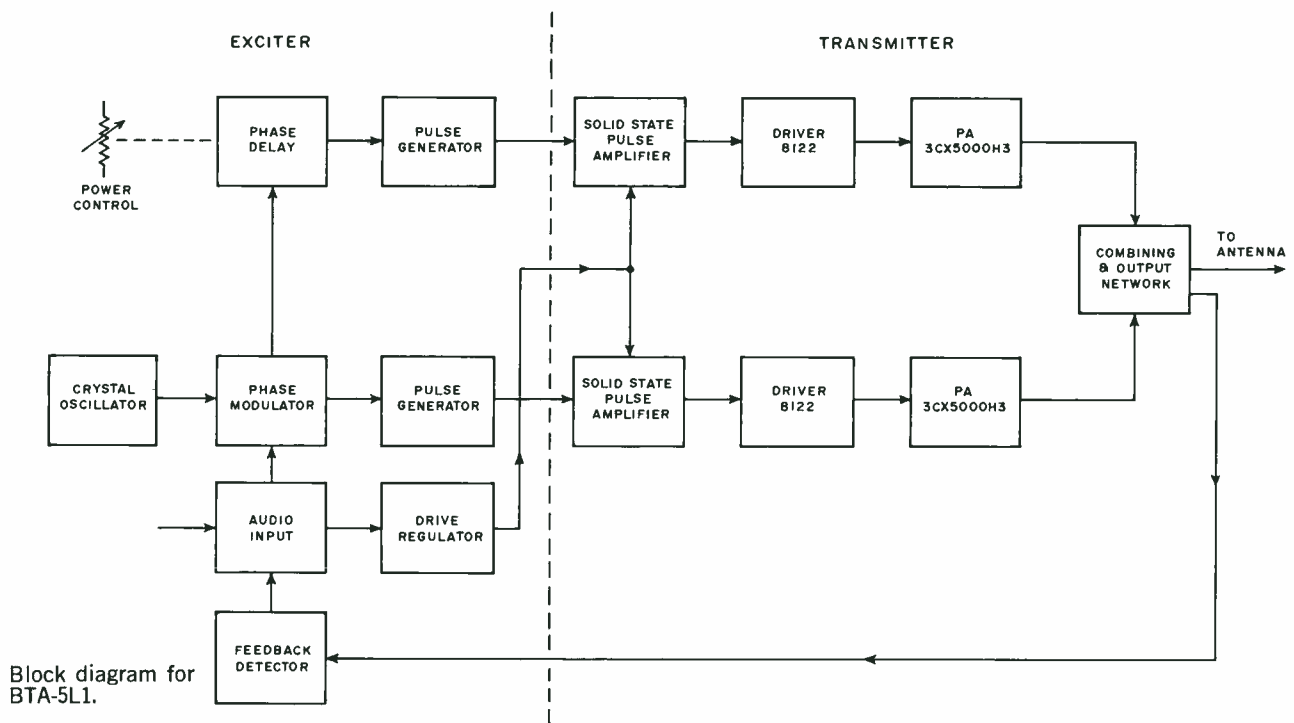 EXCITER
TRANSMITTER
POWER
CONTROL
PHASE
DELAY
PULSE
GENERATOR
SOLID STATE
PULSE
AMPLIFIER
DRIVER
8122
PA
3CX5000H3
COMBINING
& OUTPUT
NETWORK
TO
ANTENNA
CRYSTAL
OSCILLATOR
PHASE
MODULATOR
PULSE
GENERATOR
SOLID STATE
PULSE
AMPLIFIER
DRIVER
8122
PA
3CX5000H3
AUDIO
INPUT
DRIVE
REGULATOR
FEEDBACK
DETECTOR
Block diagram for
BTA-5L1.